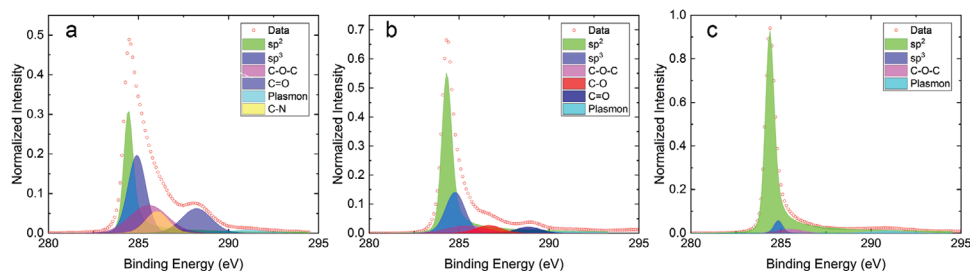 a
Data
sp²
sp³
C-O-C
C=O
Plasmon
C-N
0.5
0.4
0.3
0.2
0.1
0.0
280
285
290
295
Normalized Intensity
Binding Energy (eV)
b
Data
sp²
sp³
C-O-C
C-O
C=O
Plasmon
0.7
0.6
0.5
0.4
0.3
0.2
0.1
0.0
280
285
290
295
Normalized Intensity
Binding Energy (eV)
c
Data
sp²
sp³
C-O-C
Plasmon
1.0
0.8
0.6
0.4
0.2
0.0
280
285
290
295
Normalized Intensity
Binding Energy (eV)